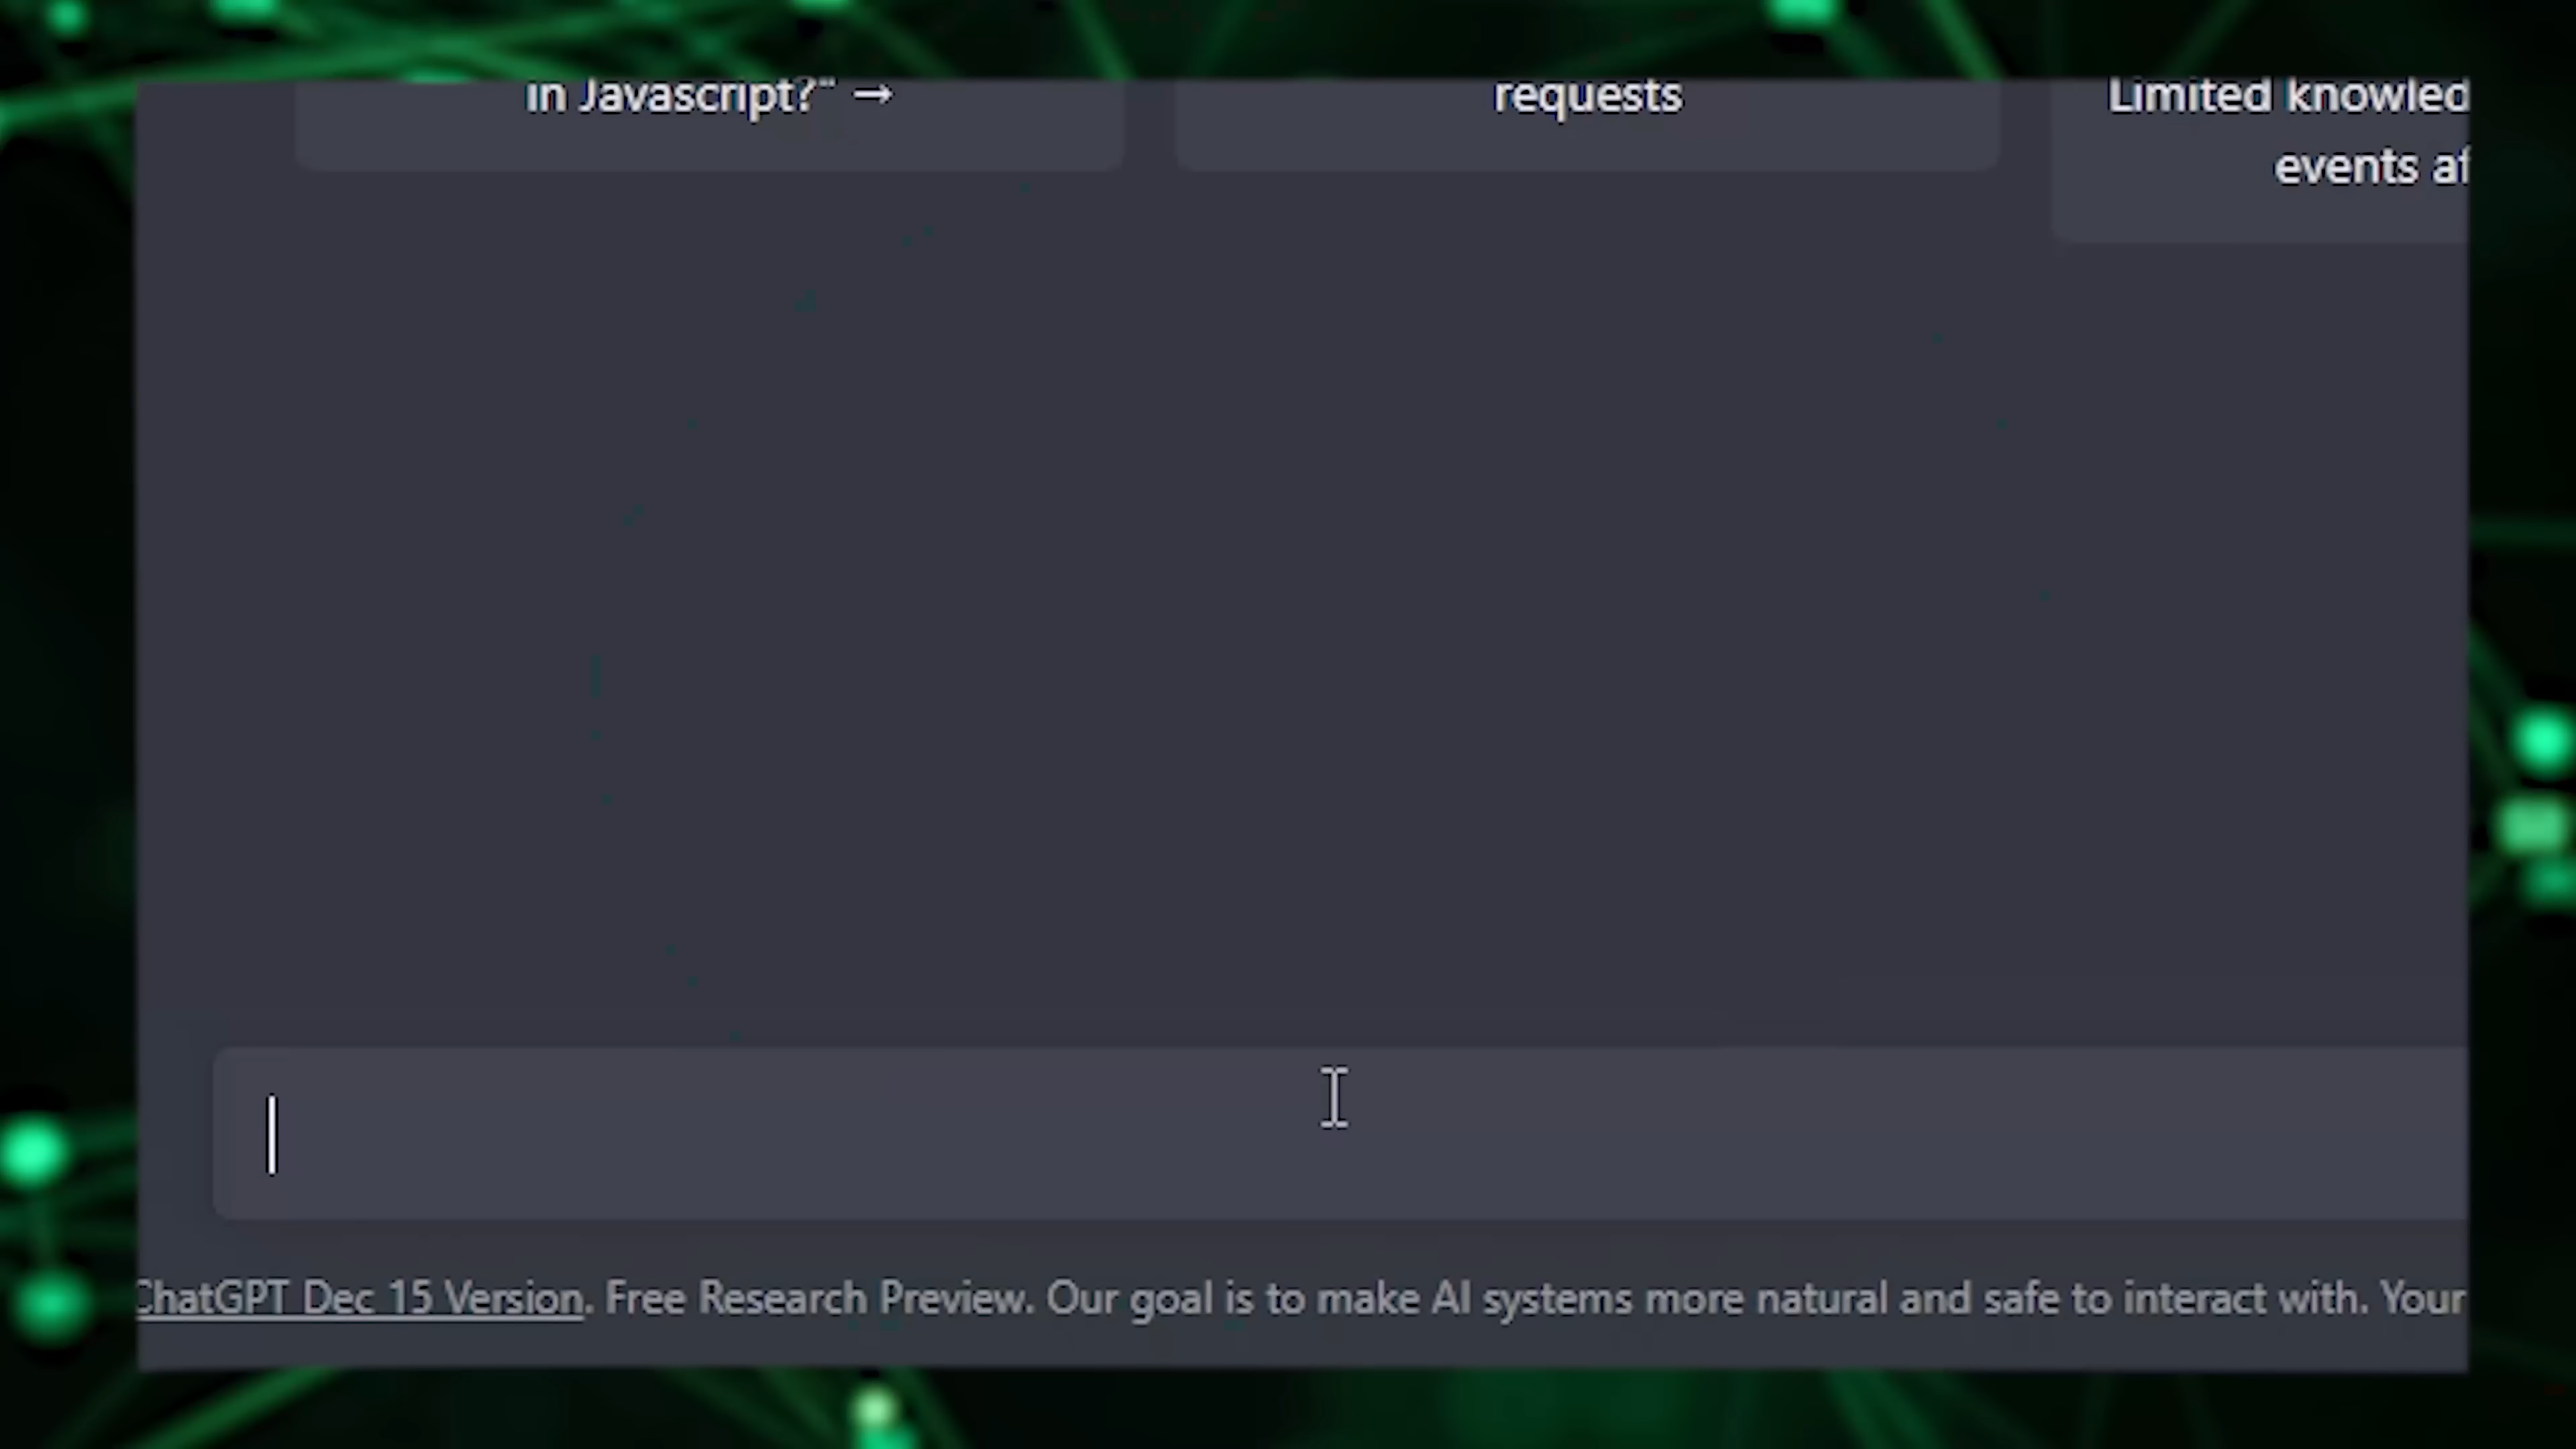 in Javascript?" →
requests
Limited knowled
events af
ChatGPT Dec 15 Version. Free Research Preview. Our goal is to make AI systems more natural and safe to interact with. Your